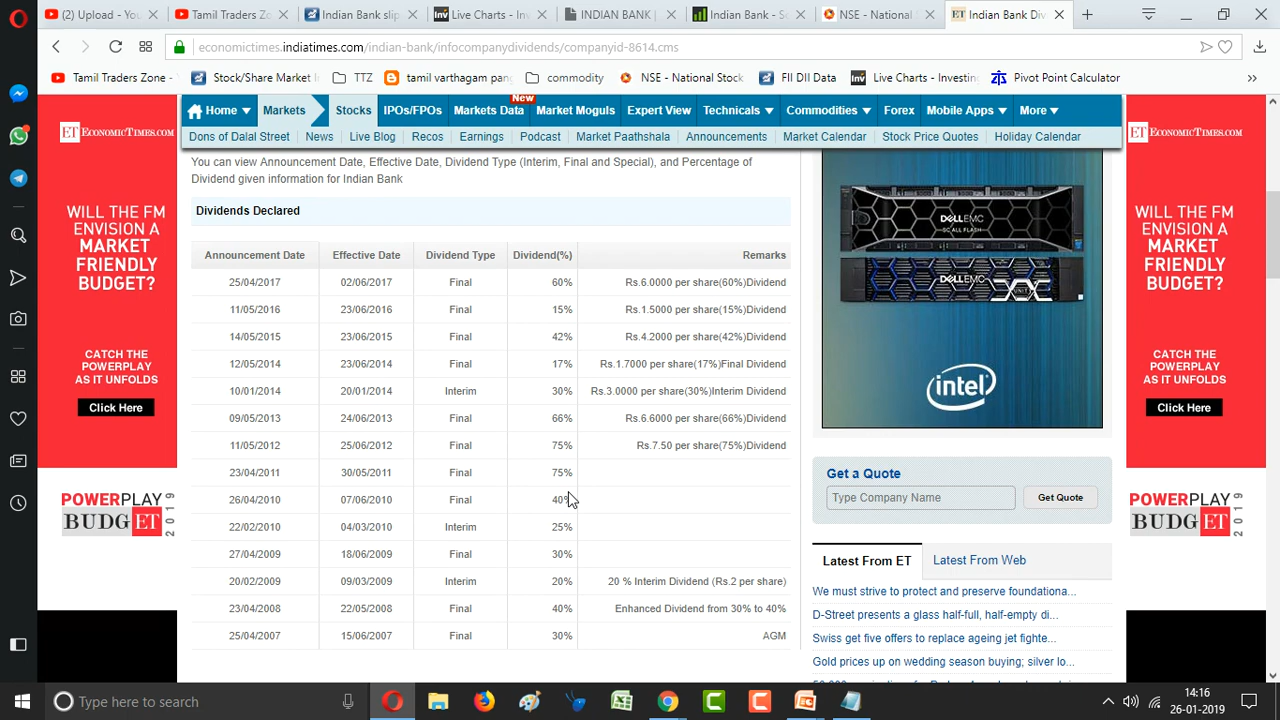 (2) Upload - You
Tamil Traders Zone
Indian Bank slip
Live Charts - Inv
INDIAN BANK |
Indian Bank - Sc
NSE - National S
ET Indian Bank Div
economictimes.indiatimes.com/indian-bank/infocompanydividends/companyid-8614.cms
Tamil Traders Zone -
Stock/Share Market I
TTZ
tamil varthagam pang
commodity
NSE - National Stock
FII DII Data
Inv Live Charts - Investing
Pivot Point Calculator
ET ECONOMICTIMES.COM
WILL THE FM
ENVISION A
MARKET
FRIENDLY
BUDGET?
CATCH THE
POWERPLAY
AS IT UNFOLDS
Click Here
POWERPLAY
BUDGET 2019
New
Home Markets Stocks IPOs/FPOs Markets Data Market Moguls Expert View Technicals Commodities Forex Mobile Apps More
Dons of Dalal Street News Live Blog Recos Earnings Podcast Market Paathshala Announcements Market Calendar Stock Price Quotes Holiday Calendar
You can view Announcement Date, Effective Date, Dividend Type (Interim, Final and Special), and Percentage of
Dividend given information for Indian Bank
Dividends Declared
Announcement Date Effective Date Dividend Type Dividend(%) Remarks
25/04/2017 02/06/2017 Final 60% Rs.6.0000 per share(60%)Dividend
11/05/2016 23/06/2016 Final 15% Rs.1.5000 per share(15%)Dividend
14/05/2015 23/06/2015 Final 42% Rs.4.2000 per share(42%)Dividend
12/05/2014 23/06/2014 Final 17% Rs.1.7000 per share(17%)Final Dividend
10/01/2014 20/01/2014 Interim 30% Rs.3.0000 per share(30%)Interim Dividend
09/05/2013 24/06/2013 Final 66% Rs.6.6000 per share(66%)Dividend
11/05/2012 25/06/2012 Final 75% Rs.7.50 per share(75%)Dividend
23/04/2011 30/05/2011 Final 75%
26/04/2010 07/06/2010 Final 40%
22/02/2010 04/03/2010 Interim 25%
27/04/2009 18/06/2009 Final 30%
20/02/2009 09/03/2009 Interim 20% 20 % Interim Dividend (Rs.2 per share)
23/04/2008 22/05/2008 Final 40% Enhanced Dividend from 30% to 40%
25/04/2007 15/06/2007 Final 30% AGM
DELLEMC
SC ALL FLASH
DELLEMC
UNITY
intel
Get a Quote
Type Company Name Get Quote
Latest From ET Latest From Web
We must strive to protect and preserve foundationa...
D-Street presents a glass half-full, half-empty di...
Swiss get five offers to replace ageing jet fighte...
Gold prices up on wedding season buying; silver lo...
ET ECONOMICTIMES.COM
WILL THE FM
ENVISION A
MARKET
FRIENDLY
BUDGET?
CATCH THE
POWERPLAY
AS IT UNFOLDS
Click Here
POWERPLAY
BUDGET 2019
Type here to search
14:16
26-01-2019